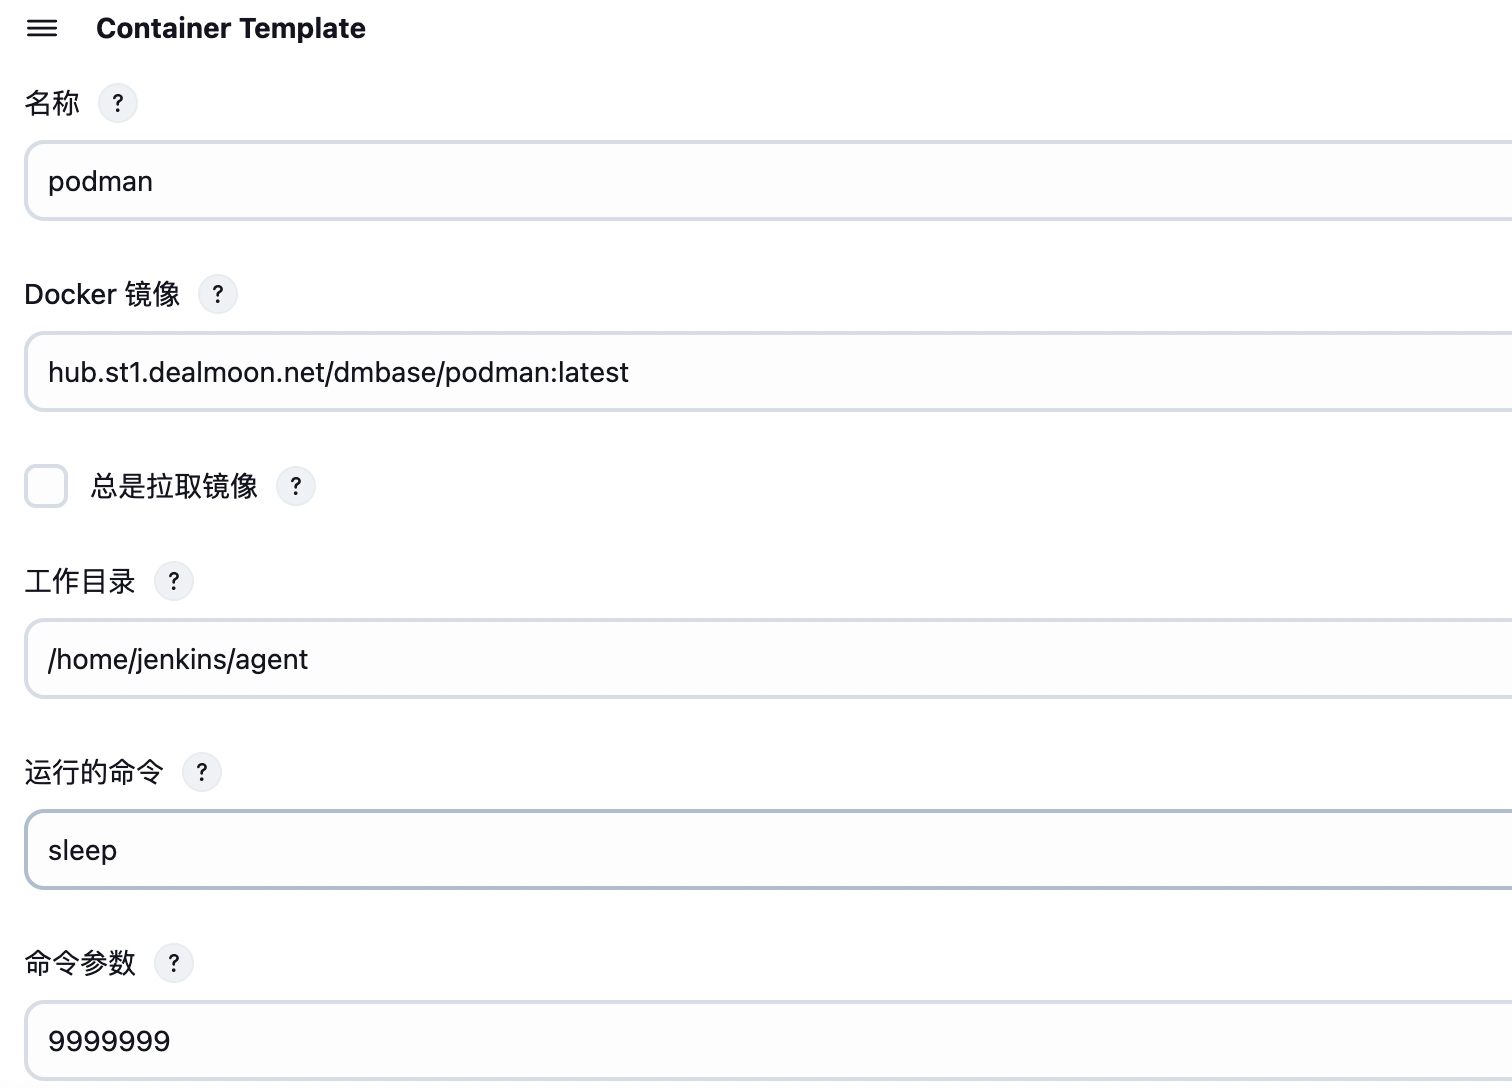 Container Template
名称 ?
podman
Docker 镜像 ?
hub.st1.dealmoon.net/dmbase/podman:latest
总是拉取镜像 ?
工作目录 ?
/home/jenkins/agent
运行的命令 ?
sleep
命令参数 ?
9999999